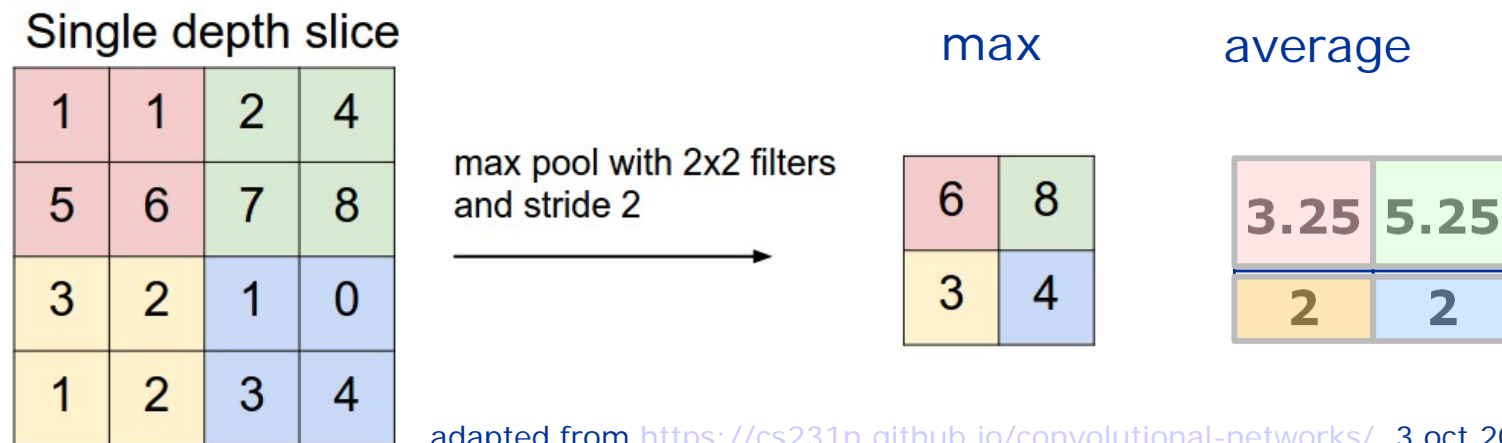 Single depth slice
max average
1 1 2 4
5 6 7 8
3 2 1 0
1 2 3 4
max pool with 2x2 filters
and stride 2
6 8
3 4
3.25 5.25
2 2
adapted from https://cs231n.github.io/convolutional-networks/ 3 oct